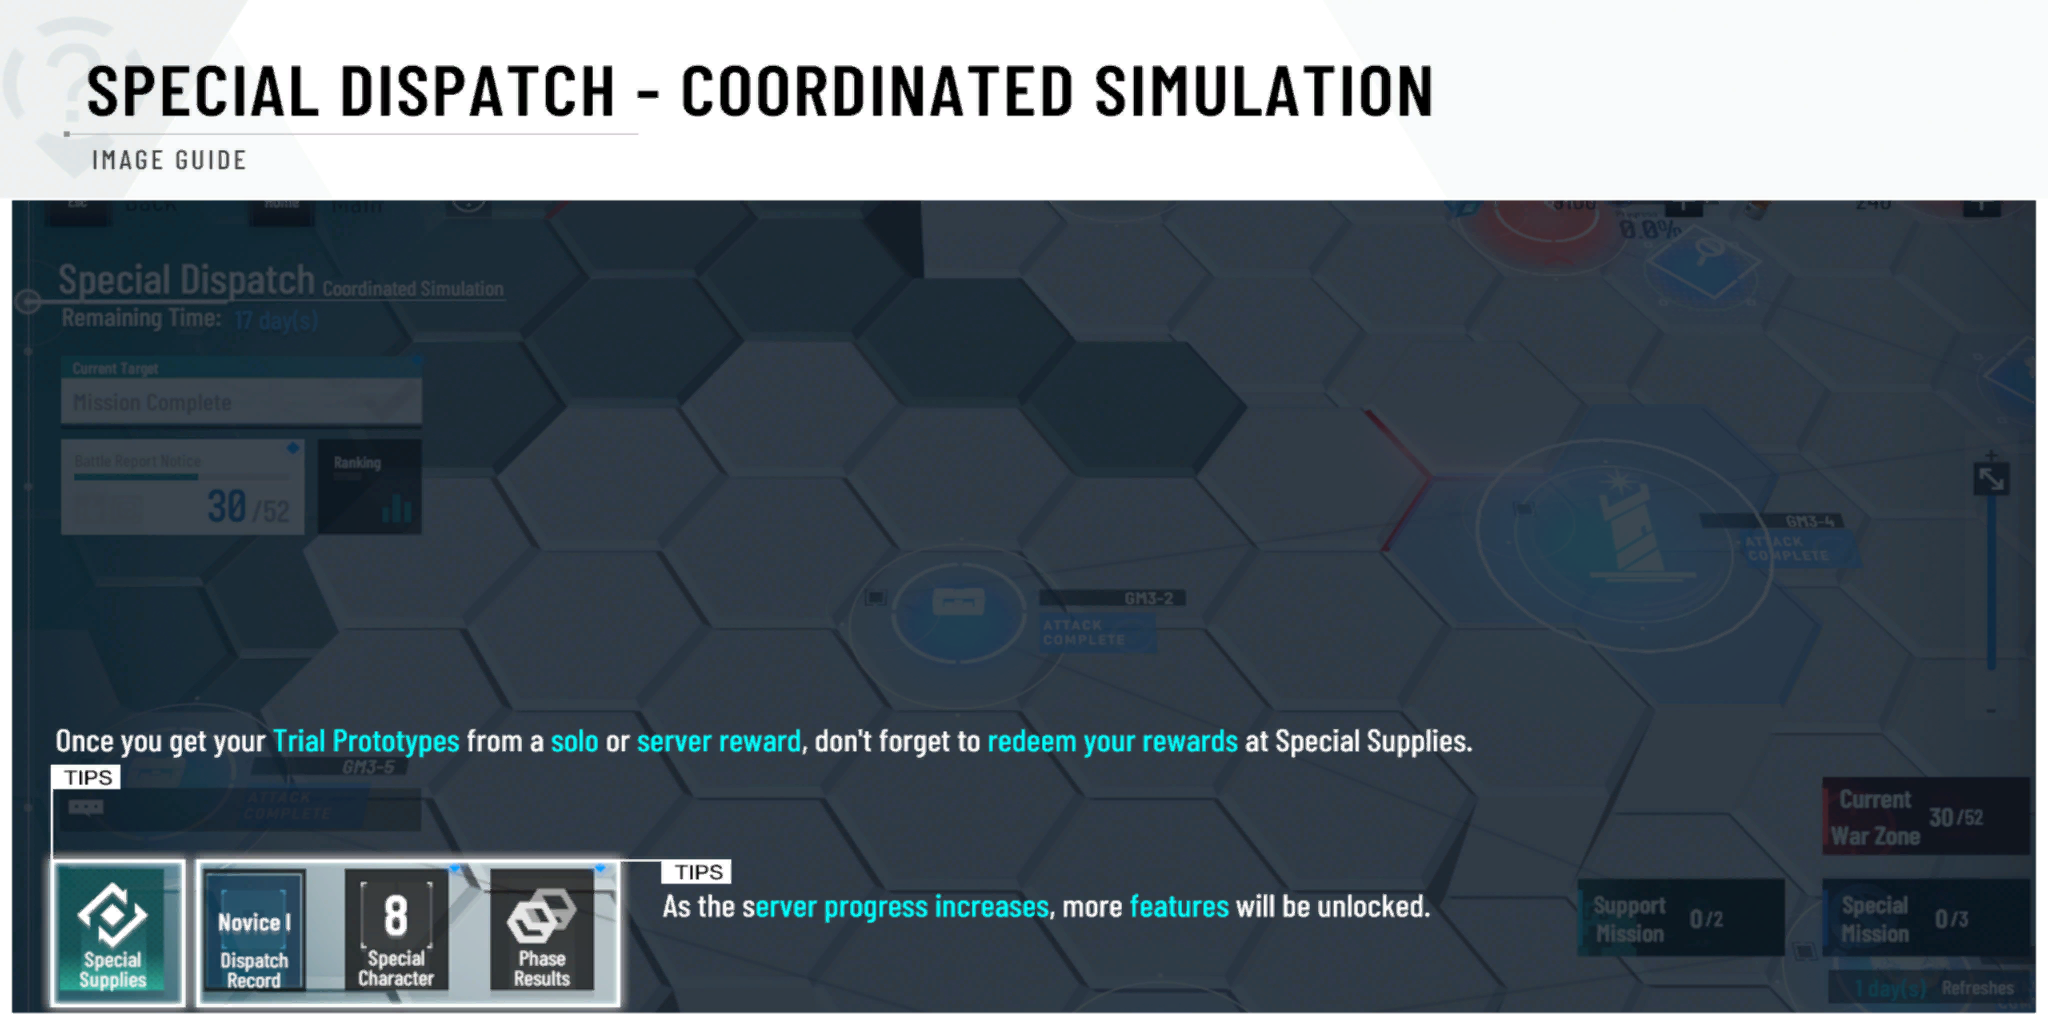 SPECIAL DISPATCH - COORDINATED SIMULATION
IMAGE GUIDE
Esc Back Home Main
0.0%
240
Special Dispatch Coordinated Simulation
Remaining Time: 17 day(s)
Current Target
Mission Complete
Battle Report Notice
30/52
Ranking
GM3-4
ATTACK
COMPLETE
GM3-2
ATTACK
COMPLETE
Once you get your Trial Prototypes from a solo or server reward, don't forget to redeem your rewards at Special Supplies.
TIPS
GM3-5
ATTACK
COMPLETE
Current
War Zone
30/52
TIPS
As the server progress increases, more features will be unlocked.
Special
Supplies
Novice I
Dispatch
Record
8
Special
Character
Phase
Results
Support
Mission
0/2
Special
Mission
0/3
1 day(s) Refreshes